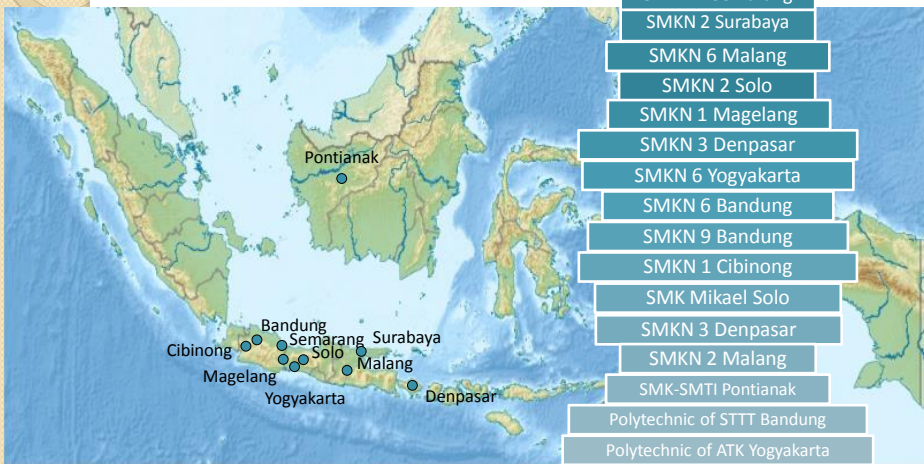 SMKN 2 Surabaya
SMKN 6 Malang
SMKN 2 Solo
SMKN 1 Magelang
SMKN 3 Denpasar
SMKN 6 Yogyakarta
SMKN 6 Bandung
SMKN 9 Bandung
SMKN 1 Cibinong
SMK Mikael Solo
SMKN 3 Denpasar
SMKN 2 Malang
SMK-SMTI Pontianak
Polytechnic of STTT Bandung
Polytechnic of ATK Yogyakarta
Pontianak
Bandung
Semarang
Surabaya
Cibinong
Solo
Malang
Magelang
Yogyakarta
Denpasar